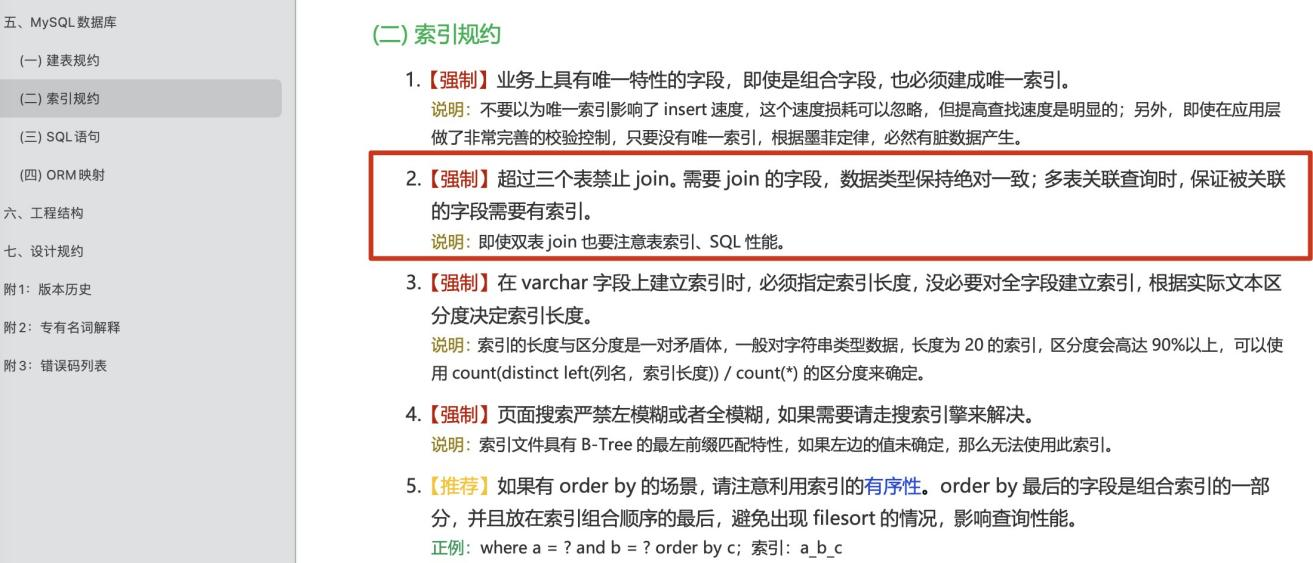 五、MySQL数据库
(一) 建表规约
(二) 索引规约
(三) SQL语句
(四) ORM映射
六、工程结构
七、设计规约
附1：版本历史
附2：专有名词解释
附3：错误码列表
(二) 索引规约
1.【强制】业务上具有唯一特性的字段，即使是组合字段，也必须建成唯一索引。
说明：不要以为唯一索引影响了 insert 速度，这个速度损耗可以忽略，但提高查找速度是明显的；另外，即使在应用层
做了非常完善的校验控制，只要没有唯一索引，根据墨菲定律，必然有脏数据产生。
2.【强制】超过三个表禁止 join。需要 join 的字段，数据类型保持绝对一致；多表关联查询时，保证被关联
的字段需要有索引。
说明：即使双表 join 也要注意表索引、SQL 性能。
3.【强制】在 varchar 字段上建立索引时，必须指定索引长度，没必要对全字段建立索引，根据实际文本区
分度决定索引长度。
说明：索引的长度与区分度是一对矛盾体，一般对字符串类型数据，长度为 20 的索引，区分度会高达 90%以上，可以使
用 count(distinct left(列名，索引长度)) / count(*) 的区分度来确定。
4.【强制】页面搜索严禁左模糊或者全模糊，如果需要请走搜索引擎来解决。
说明：索引文件具有 B-Tree 的最左前缀匹配特性，如果左边的值未确定，那么无法使用此索引。
5.【推荐】如果有 order by 的场景，请注意利用索引的有序性。order by 最后的字段是组合索引的一部
分，并且放在索引组合顺序的最后，避免出现 filesort 的情况，影响查询性能。
正例：where a = ? and b = ? order by c；索引：a_b_c